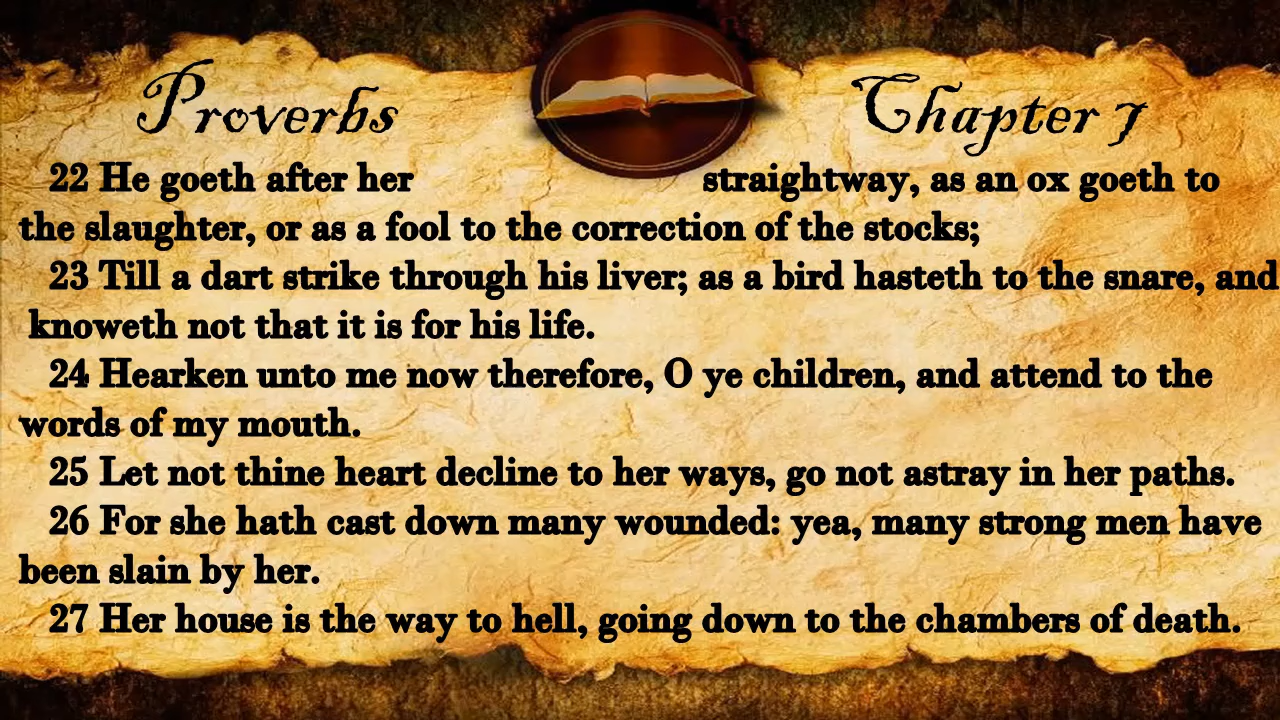 Proverbs Chapter 7
22 He goeth after her straightway, as an ox goeth to
the slaughter, or as a fool to the correction of the stocks;
23 Till a dart strike through his liver; as a bird hasteth to the snare, and
knoweth not that it is for his life.
24 Hearken unto me now therefore, O ye children, and attend to the
words of my mouth.
25 Let not thine heart decline to her ways, go not astray in her paths.
26 For she hath cast down many wounded: yea, many strong men have
been slain by her.
27 Her house is the way to hell, going down to the chambers of death.